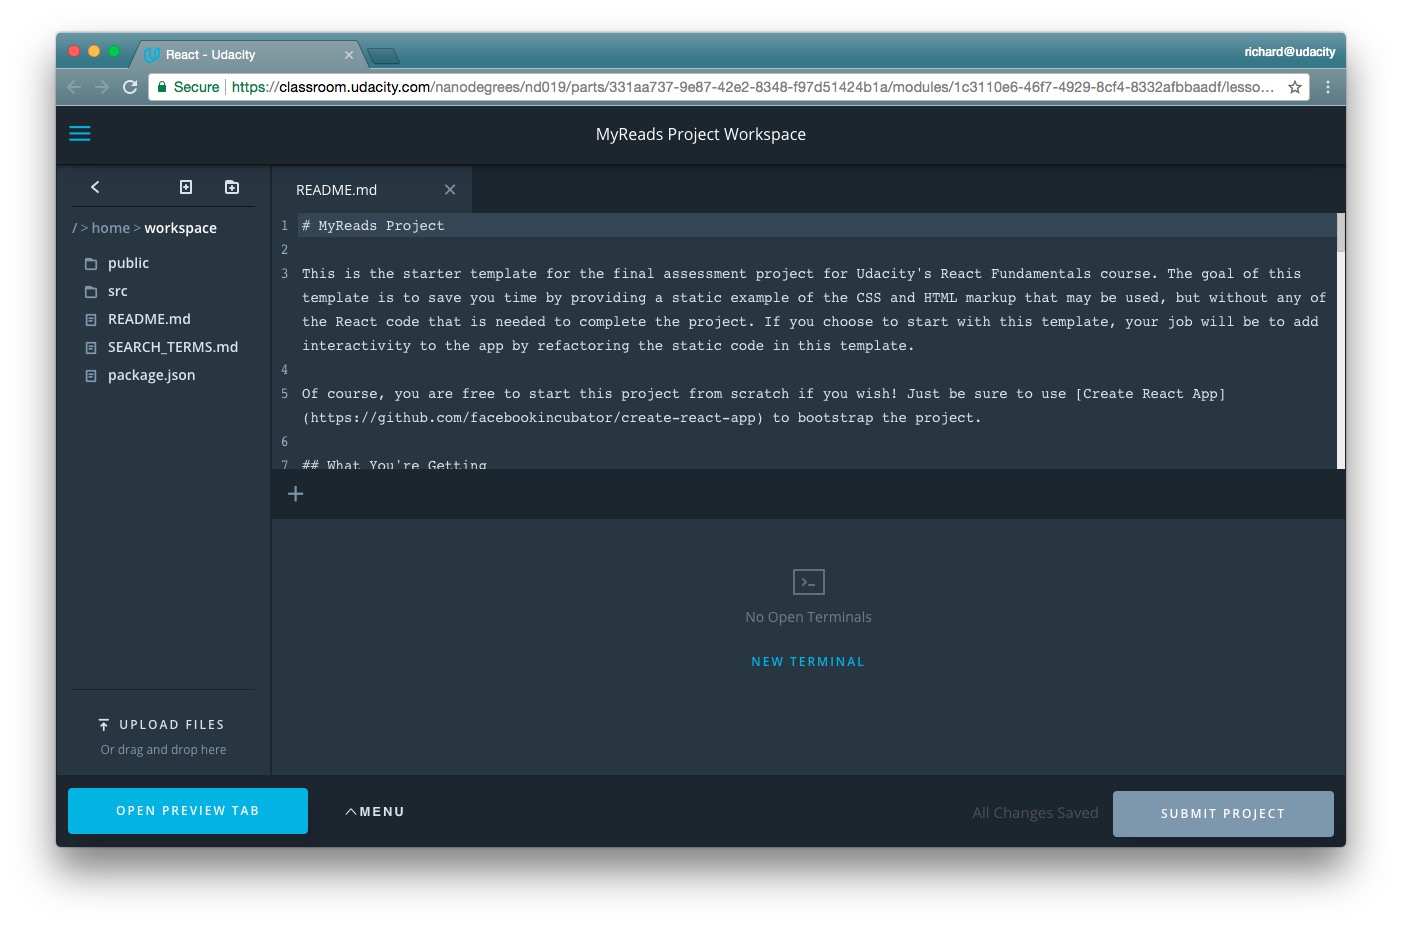 React - Udacity
richard@udacity
Secure
https://classroom.udacity.com/nanodegrees/nd019/parts/331aa737-9e87-42e2-8348-f97d51424b1a/modules/1c3110e6-46f7-4929-8cf4-8332afbbaadf/lesso...
MyReads Project Workspace
README.md
/ > home > workspace
public
src
README.md
SEARCH_TERMS.md
package.json
1 # MyReads Project
2
3 This is the starter template for the final assessment project for Udacity's React Fundamentals course. The goal of this
template is to save you time by providing a static example of the CSS and HTML markup that may be used, but without any of
the React code that is needed to complete the project. If you choose to start with this template, your job will be to add
interactivity to the app by refactoring the static code in this template.
4
5 Of course, you are free to start this project from scratch if you wish! Just be sure to use [Create React App]
(https://github.com/facebookincubator/create-react-app) to bootstrap the project.
6
7 ## What You're Getting
No Open Terminals
NEW TERMINAL
UPLOAD FILES
Or drag and drop here
OPEN PREVIEW TAB
MENU
All Changes Saved
SUBMIT PROJECT